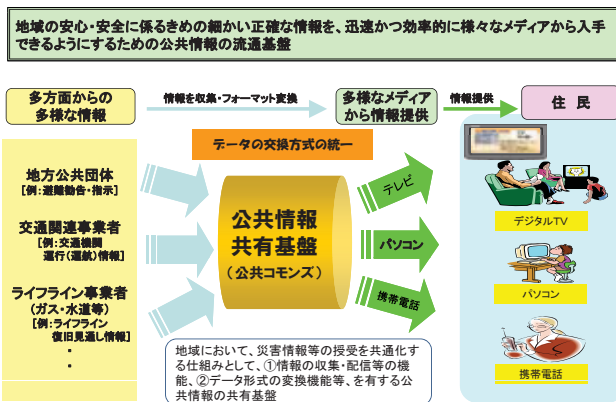 地域の安心・安全に係るきめの細かい正確な情報を、迅速かつ効率的に様々なメディアから入手
できるようにするための公共情報の流通基盤
多方面からの
多様な情報
情報を収集・フォーマット変換
多様なメディア
から情報提供
情報提供
住 民
データの交換方式の統一
地方公共団体
[例:避難勧告・指示]
交通関連事業者
[例:交通機関
運行(運航)情報]
ライフライン事業者
(ガス・水道等)
[例:ライフライン
復旧見通し情報]
・
・
公共情報
共有基盤
(公共コモンズ)
テレビ
パソコン
携帯電話
デジタルTV
パソコン
携帯電話
地域において、災害情報等の授受を共通化す
る仕組みとして、①情報の収集・配信等の機
能、②データ形式の変換機能等、を有する公
共情報の共有基盤